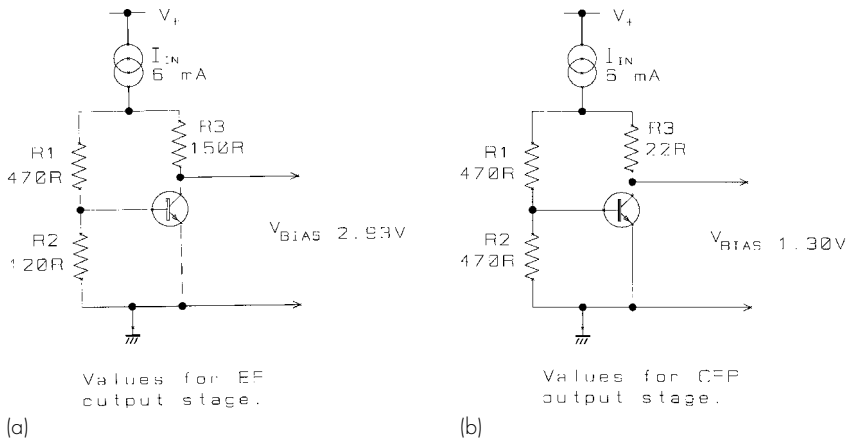 V+
I_IN
6 mA
R3
150R
R1
470R
R2
120R
V_BIAS 2.93V
Values for EF
output stage.
(a)
V+
I_IN
6 mA
R3
22R
R1
470R
R2
470R
V_BIAS 1.30V
Values for CFP
output stage.
(b)